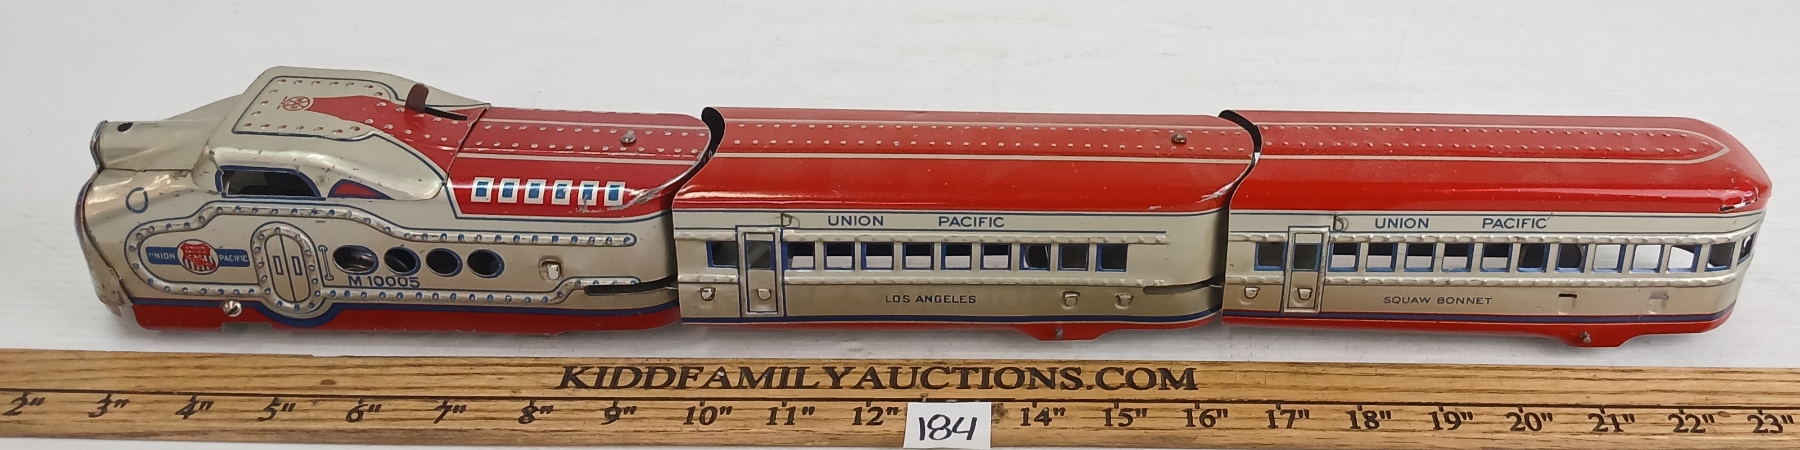 UNION PACIFIC
UNION PACIFIC
UNION PACIFIC
M 10005
LOS ANGELES
SQUAW BONNET
KIDDFAMILYAUCTIONS.COM
2" 3" 4" 5" 6" 7" 8" 9" 10" 11" 12" 14" 15" 16" 17" 18" 19" 20" 21" 22" 23"
184